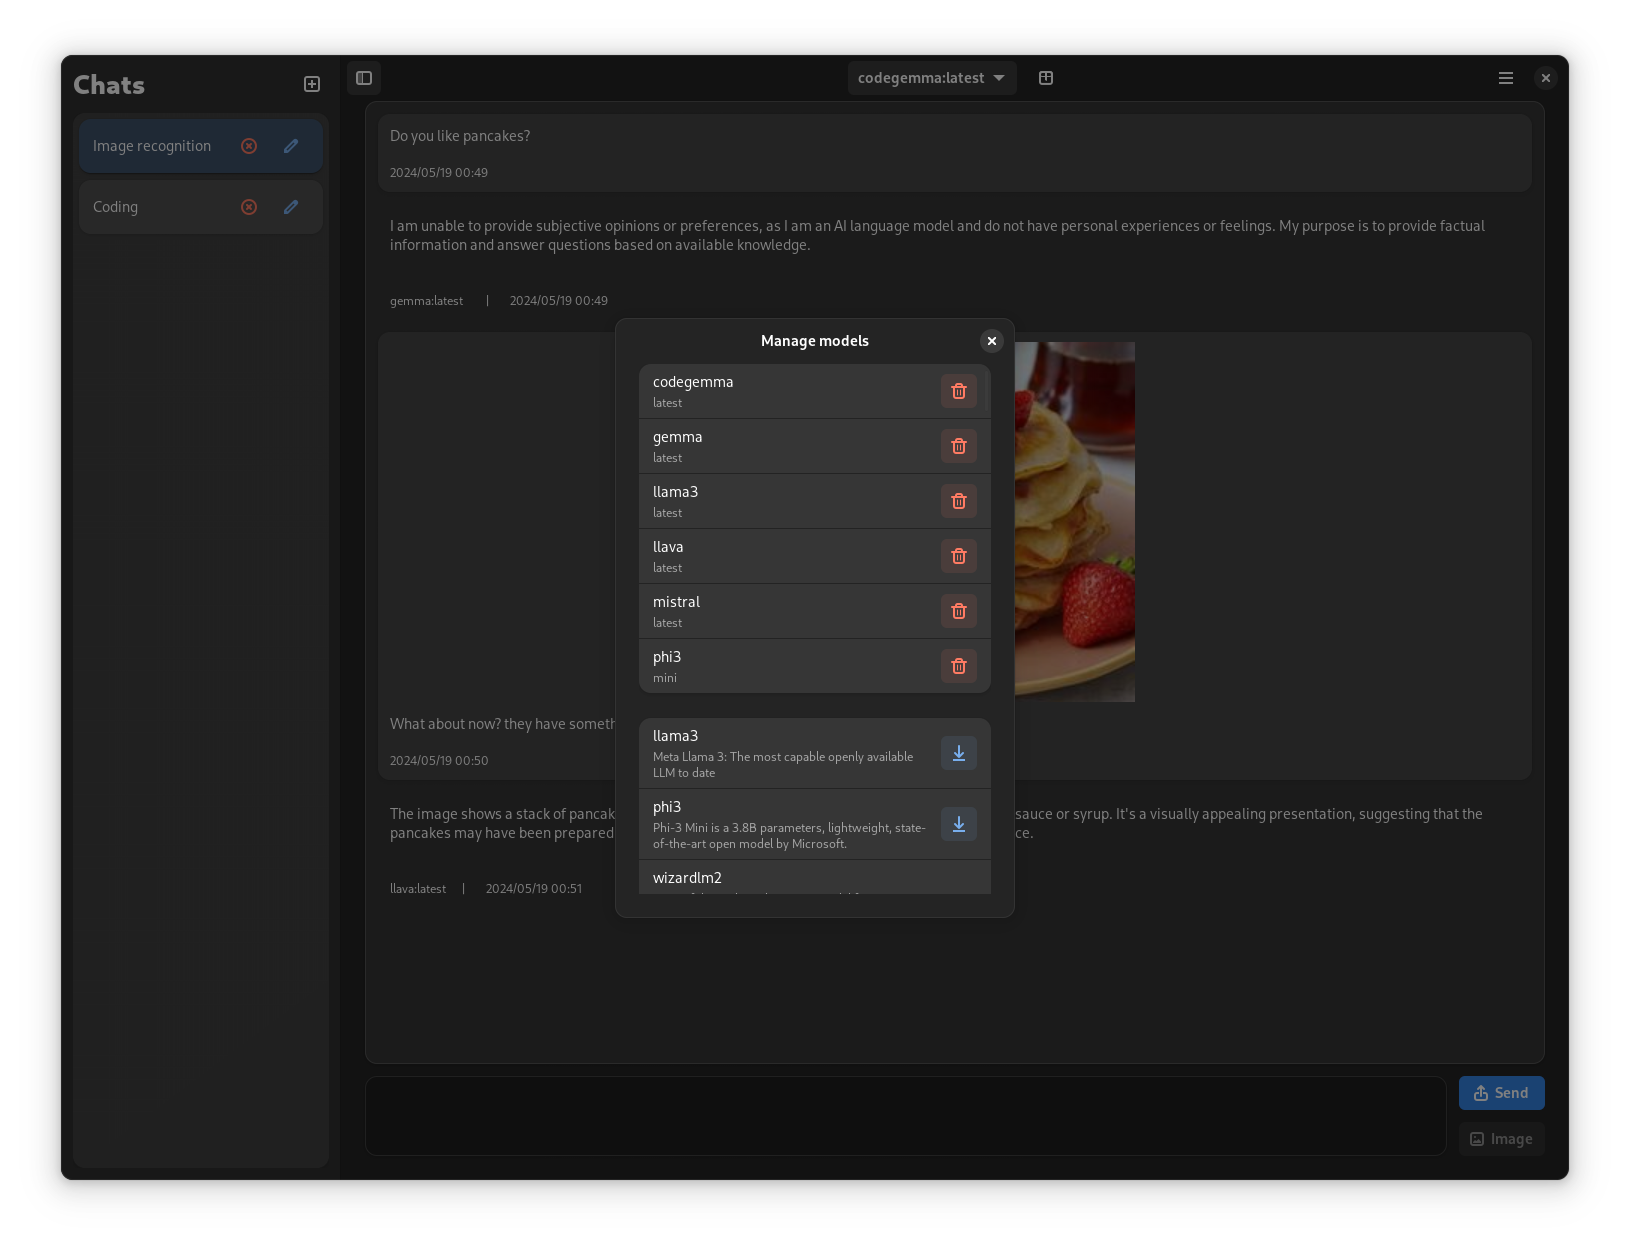 Chats
codegemma:latest
Image recognition
Coding
Do you like pancakes?
2024/05/19 00:49
I am unable to provide subjective opinions or preferences, as I am an AI language model and do not have personal experiences or feelings. My purpose is to provide factual
information and answer questions based on available knowledge.
gemma:latest | 2024/05/19 00:49
What about now? they have
2024/05/19 00:50
The image shows a stack of
sauce or syrup. It's a visually appealing presentation, suggesting that the
pancakes may have been prepared
llava:latest | 2024/05/19 00:51
Manage models
codegemma
latest
gemma
latest
llama3
latest
llava
latest
mistral
latest
phi3
mini
llama3
Meta Llama 3: The most capable openly available
LLM to date
phi3
Phi-3 Mini is a 3.8B parameters, lightweight, state-
of-the-art open model by Microsoft.
wizardlm2
Send
Image